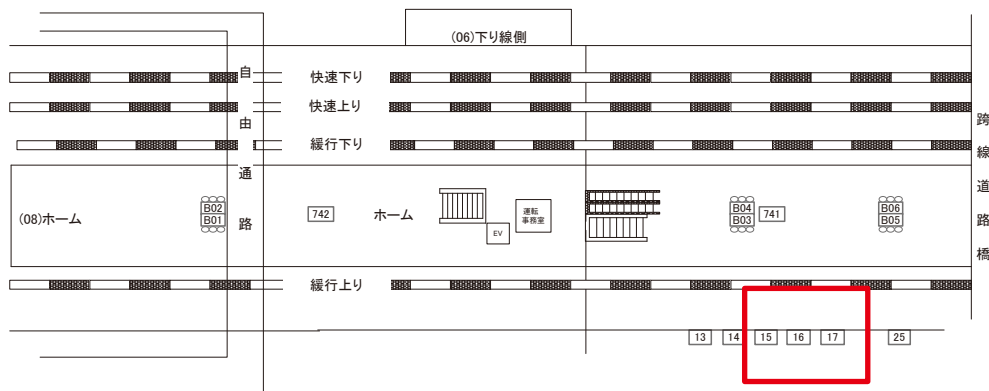 (06)下り線側
快速下り
快速上り
緩行下り
自由通路
跨線道路橋
(08)ホーム
B02
B01
742
ホーム
EV
運転
事務室
B04
B03
741
B06
B05
緩行上り
13
14
15
16
17
25